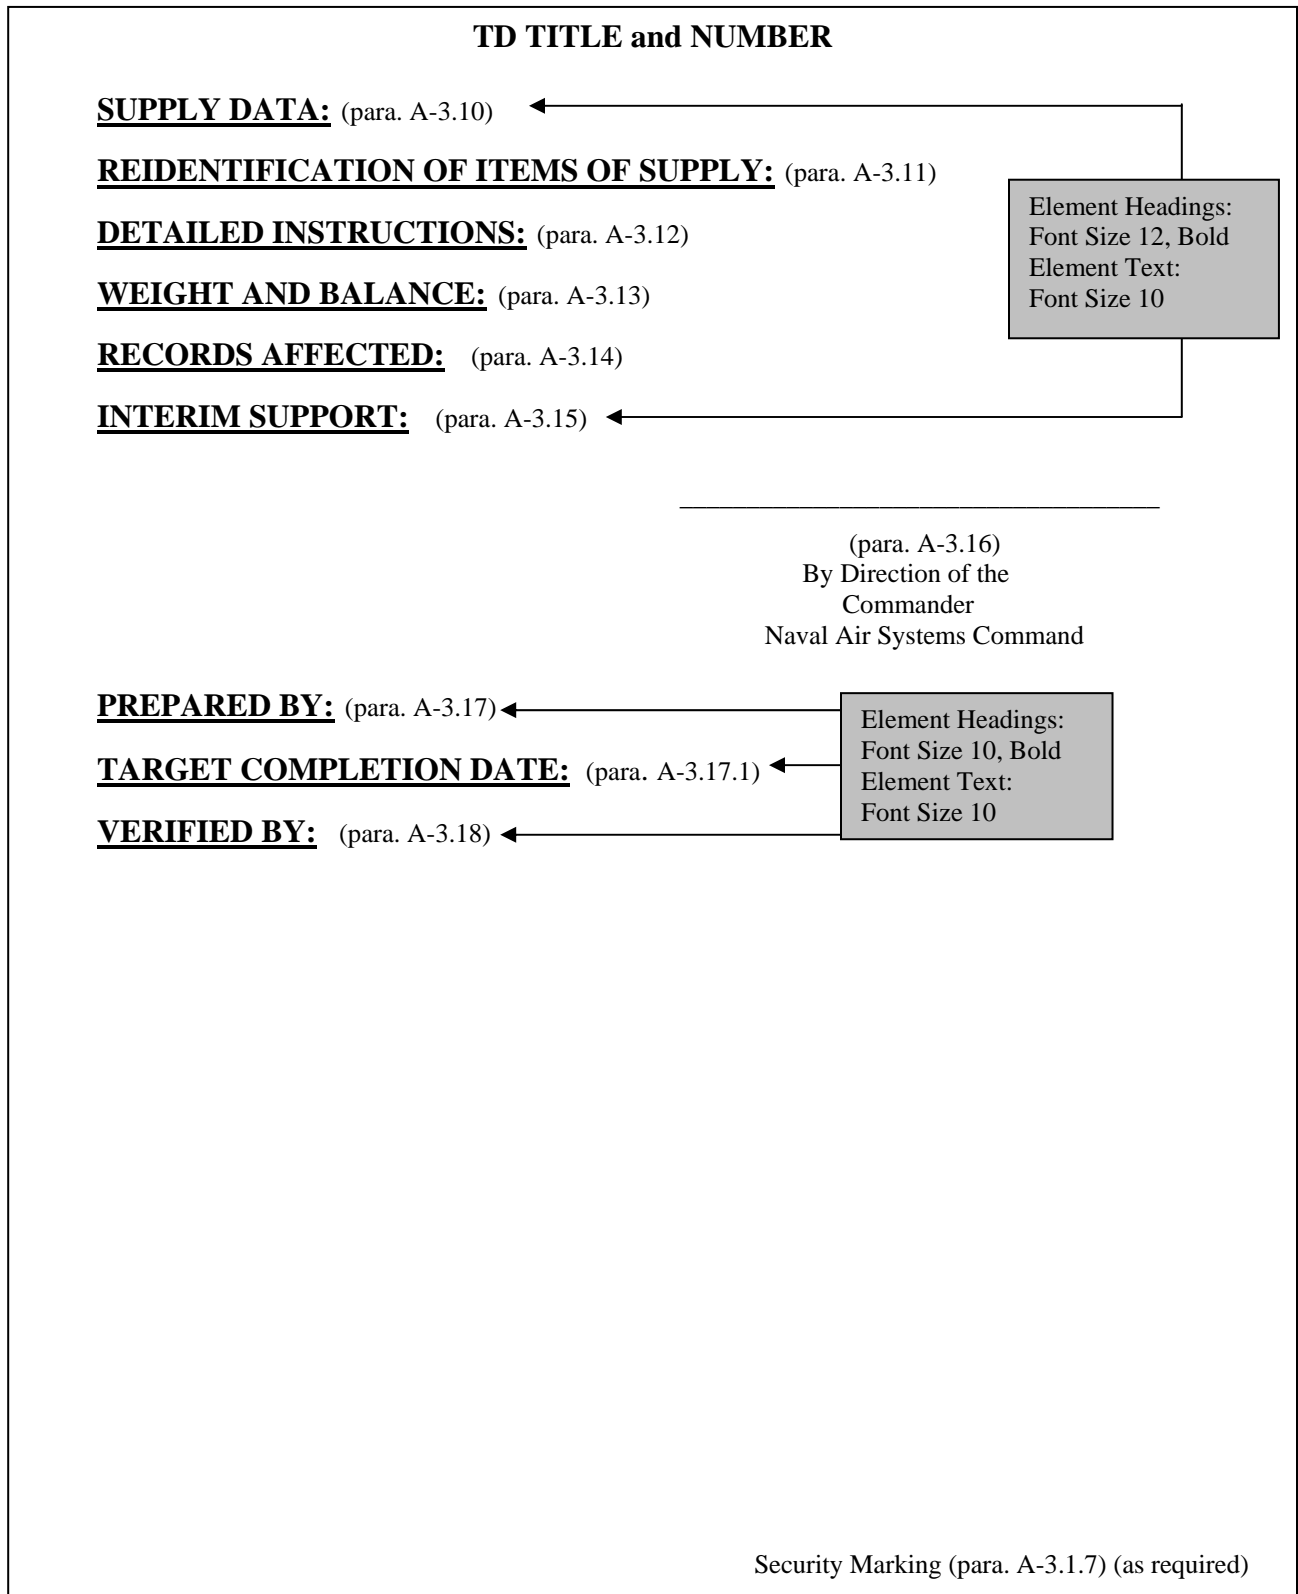 TD TITLE and NUMBER
SUPPLY DATA: (para. A-3.10)
REIDENTIFICATION OF ITEMS OF SUPPLY: (para. A-3.11)
DETAILED INSTRUCTIONS: (para. A-3.12)
WEIGHT AND BALANCE: (para. A-3.13)
RECORDS AFFECTED: (para. A-3.14)
INTERIM SUPPORT: (para. A-3.15)
Element Headings:
Font Size 12, Bold
Element Text:
Font Size 10
(para. A-3.16)
By Direction of the
Commander
Naval Air Systems Command
PREPARED BY: (para. A-3.17)
TARGET COMPLETION DATE: (para. A-3.17.1)
VERIFIED BY: (para. A-3.18)
Element Headings:
Font Size 10, Bold
Element Text:
Font Size 10
Security Marking (para. A-3.1.7) (as required)